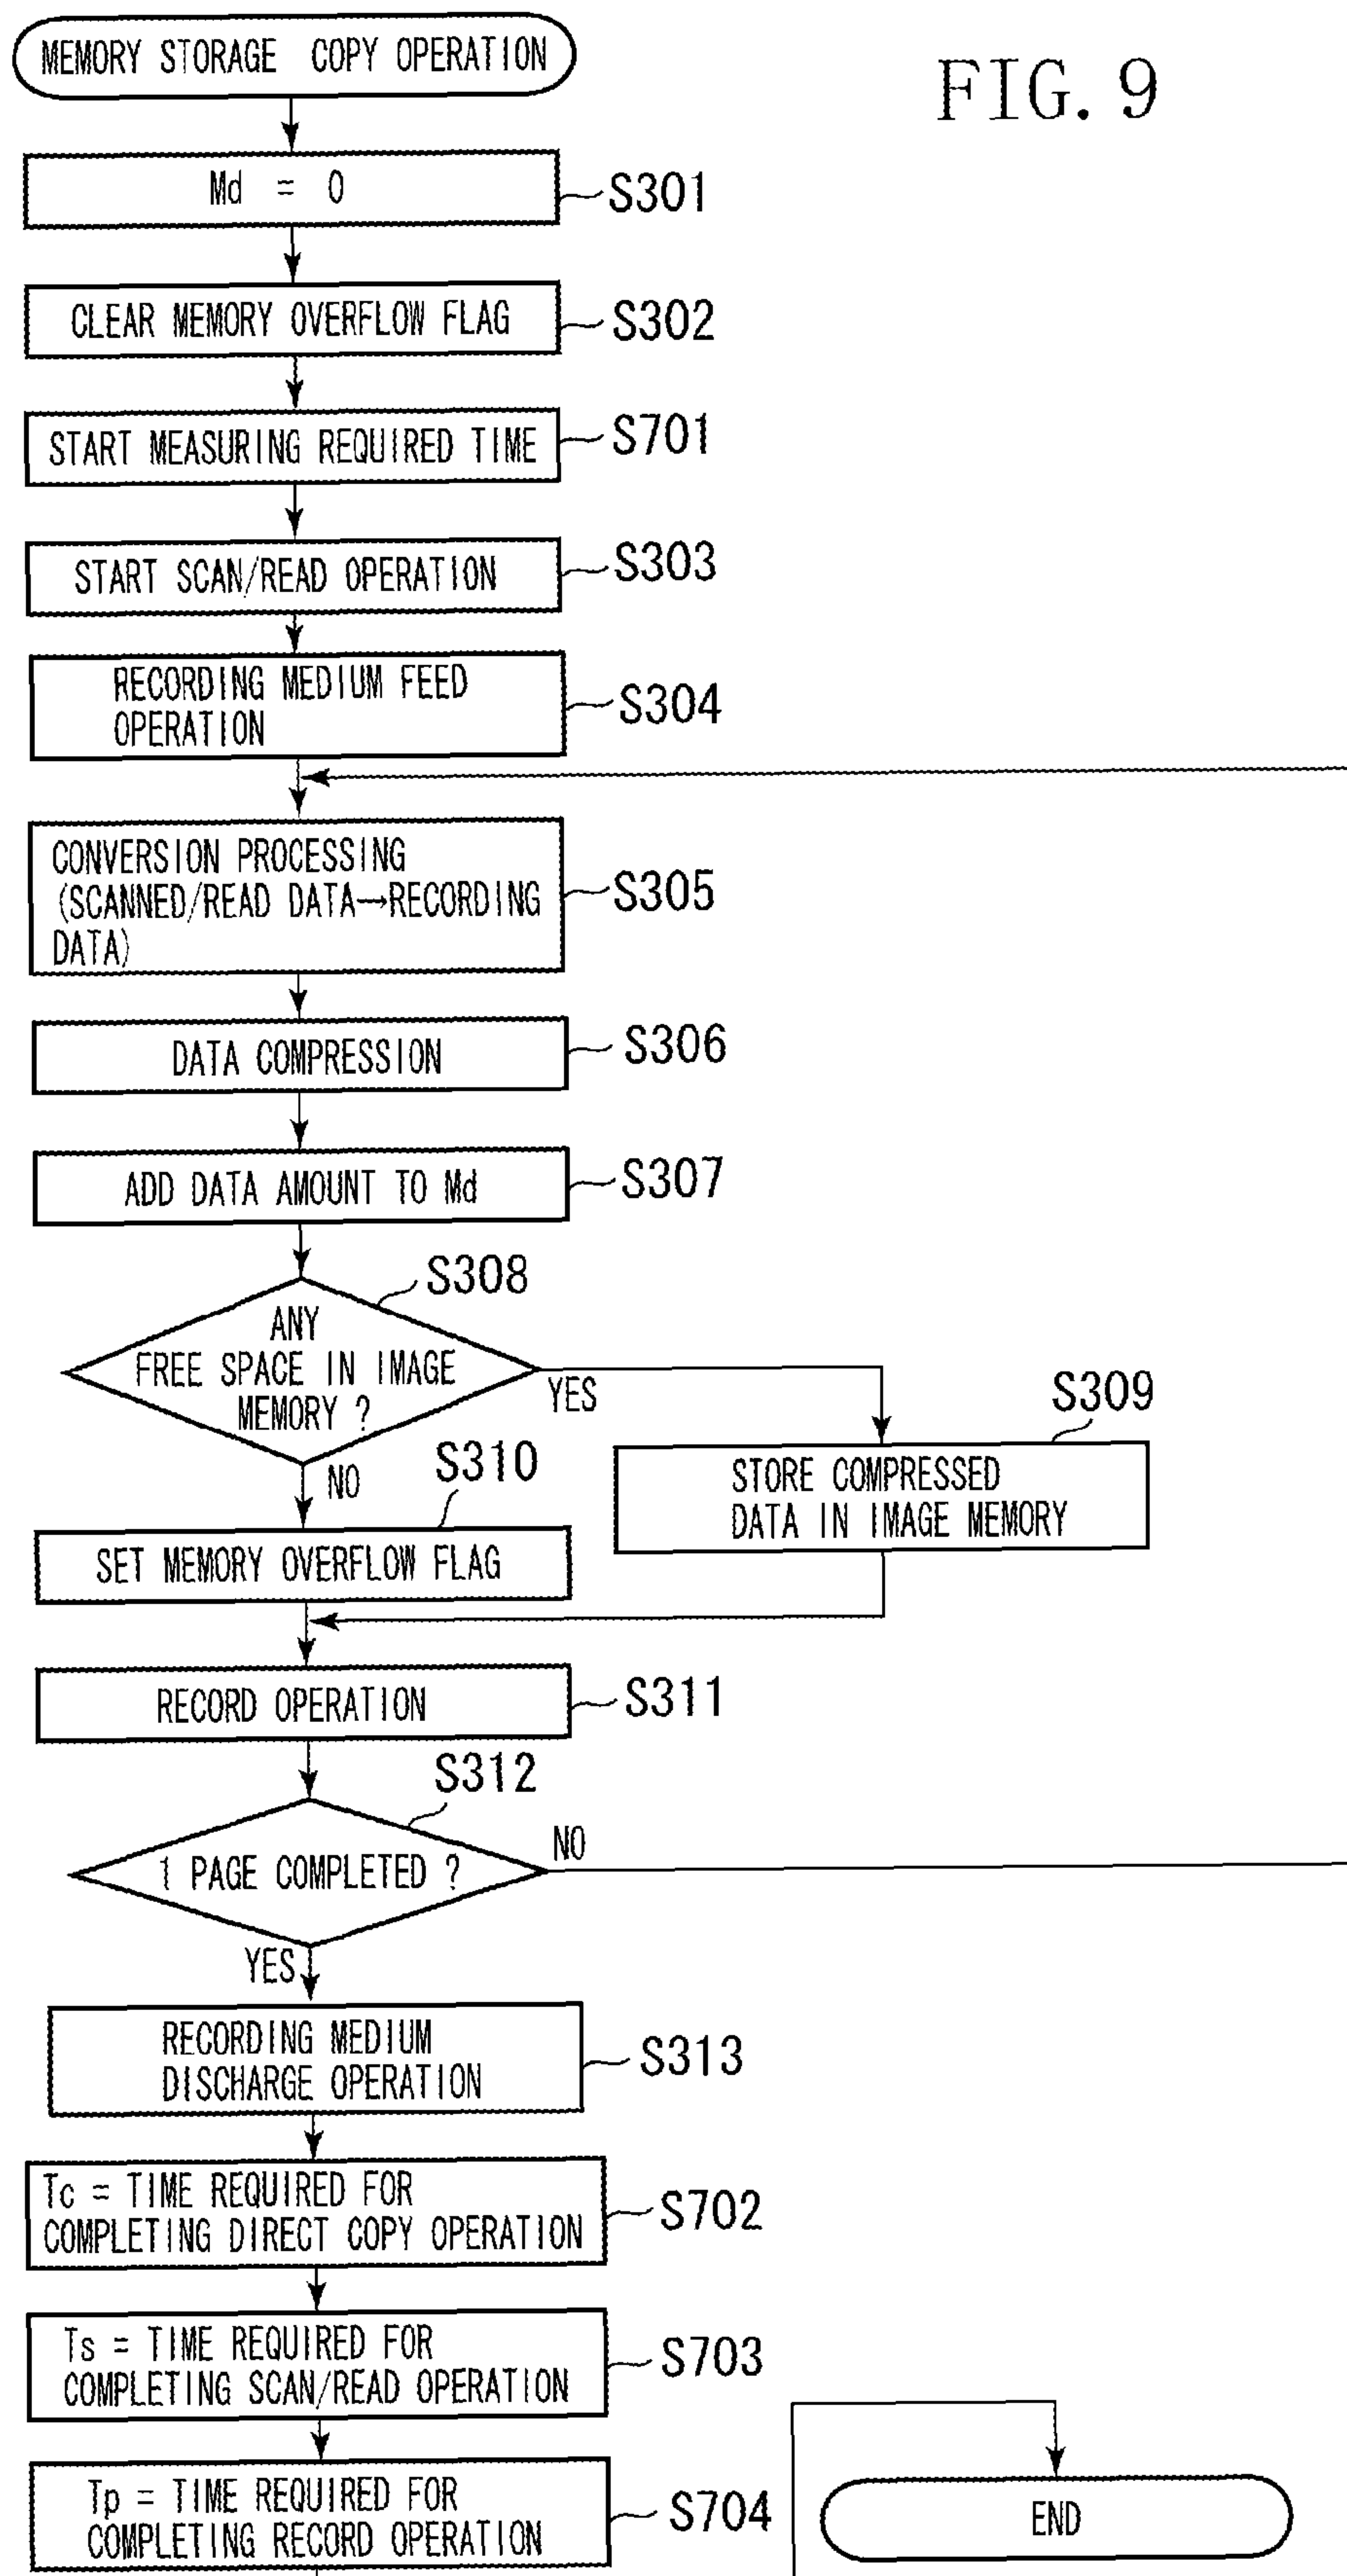 FIG. 9
MEMORY STORAGE COPY OPERATION
Md = 0
S301
CLEAR MEMORY OVERFLOW FLAG
S302
START MEASURING REQUIRED TIME
S701
START SCAN/READ OPERATION
S303
RECORDING MEDIUM FEED
OPERATION
S304
CONVERSION PROCESSING
(SCANNED/READ DATA→RECORDING
DATA)
S305
DATA COMPRESSION
S306
ADD DATA AMOUNT TO Md
S307
S308
ANY
FREE SPACE IN IMAGE
MEMORY ?
YES
NO
S309
STORE COMPRESSED
DATA IN IMAGE MEMORY
S310
SET MEMORY OVERFLOW FLAG
RECORD OPERATION
S311
S312
1 PAGE COMPLETED ?
NO
YES
RECORDING MEDIUM
DISCHARGE OPERATION
S313
Tc = TIME REQUIRED FOR
COMPLETING DIRECT COPY OPERATION
S702
Ts = TIME REQUIRED FOR
COMPLETING SCAN/READ OPERATION
S703
Tp = TIME REQUIRED FOR
COMPLETING RECORD OPERATION
S704
END